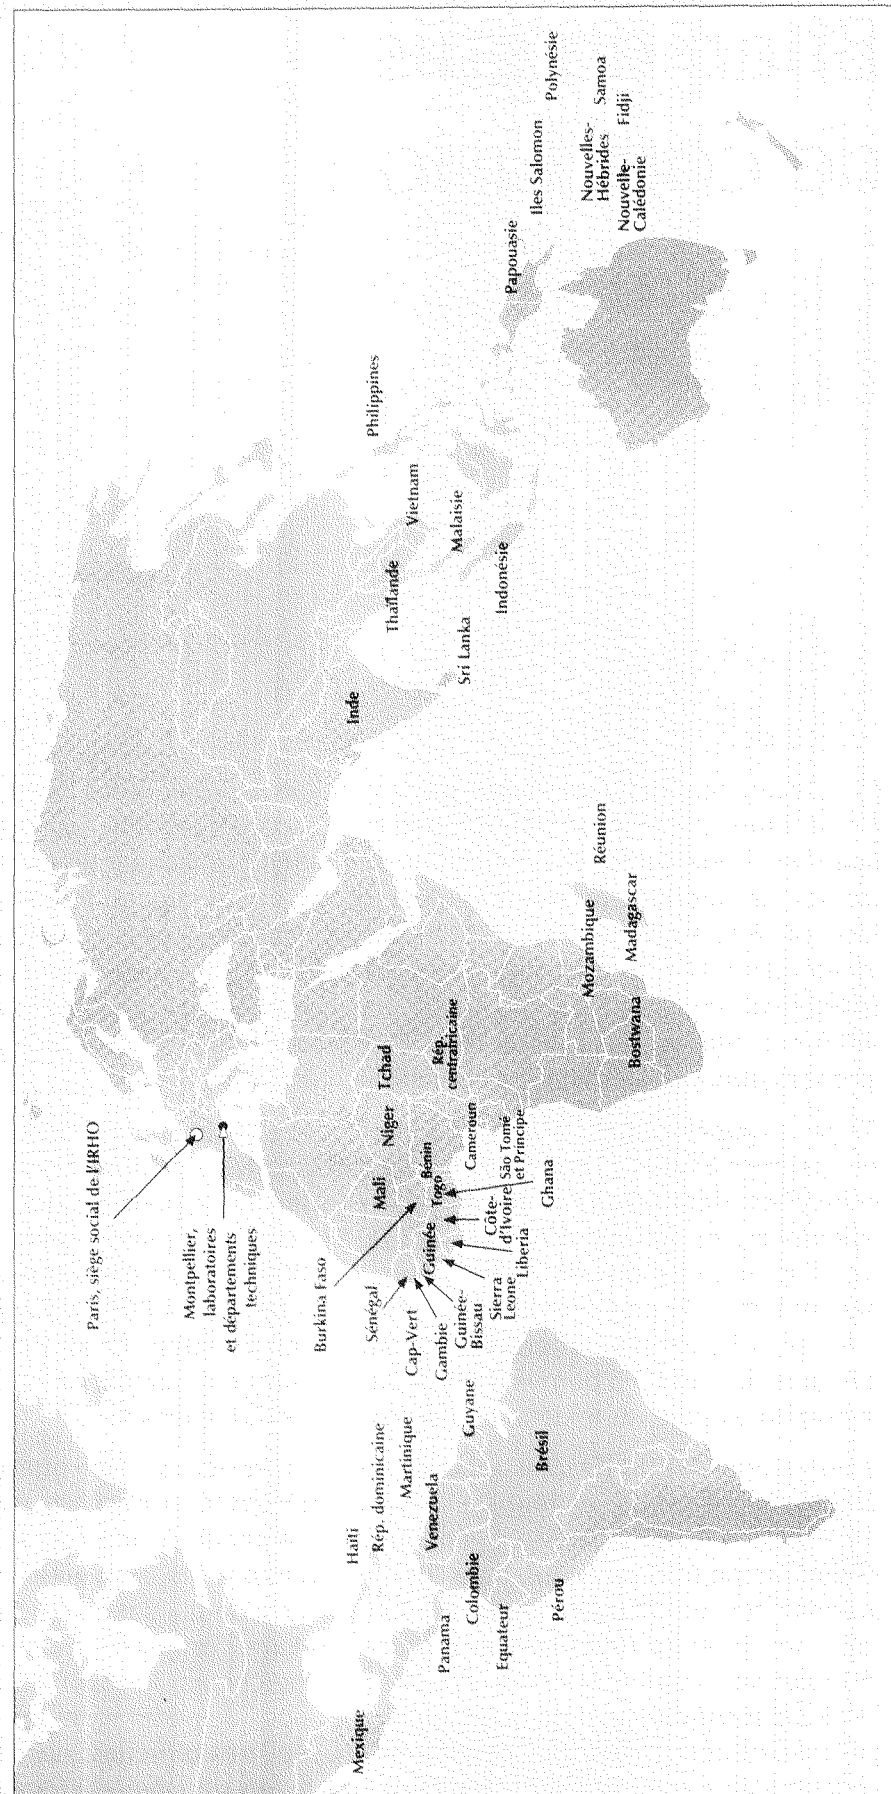 Paris, siège social de l'IRHO
Montpellier,
laboratoires
et départements
techniques
Burkina Faso
Sénégal
Cap-Vert
Gambie
Guinée-
Bissau
Sierra
Leone
Liberia
Côte-
d'Ivoire
Ghana
São Tomé
et Príncipe
Guinée
Togo
Bénin
Mali
Niger
Tchad
Cameroun
Rép.
centrafricaine
Mozambique
Bostwana
Madagascar
Réunion
Mexique
Haïti
Rép. dominicaine
Martinique
Panama
Venezuela
Colombie
Guyane
Equateur
Pérou
Brésil
Inde
Sri Lanka
Thaïlande
Vietnam
Philippines
Malaisie
Indonésie
Papouasie
Iles Salomon
Polynésie
Nouvelles-
Hébrides
Samoa
Fidji
Nouvelle-
Calédonie